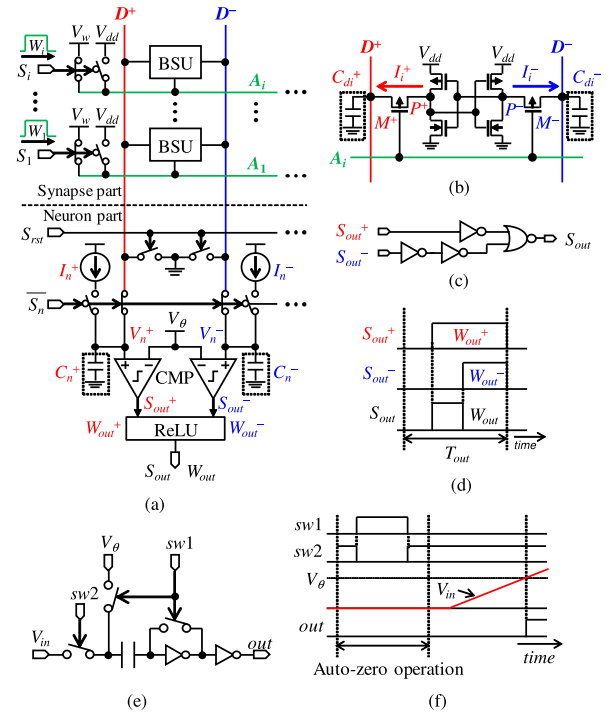 D⁺ D⁻
W_i V_w V_dd
S_i BSU
A_i
W_1 V_w V_dd
S_1 BSU
A_1
Synapse part
Neuron part
S_rst
I_n⁺ I_n⁻
S̅_n̅
V_n⁺ V_θ V_n⁻
C_n⁺ CMP C_n⁻
S_out⁺ S_out⁻
W_out⁺ ReLU W_out⁻
S_out W_out
(a)
D⁺ D⁻
C_di⁺ I_i⁺ V_dd V_dd I_i⁻ C_di⁻
M⁺ P⁺ P⁻ M⁻
A_i
(b)
S_out⁺
S_out⁻ S_out
(c)
S_out⁺ W_out⁺
S_out⁻ W_out⁻
S_out W_out
T_out time
(d)
V_θ sw1
sw2
V_in out
(e)
sw1
sw2
V_θ
V_in
out
Auto-zero operation time
(f)